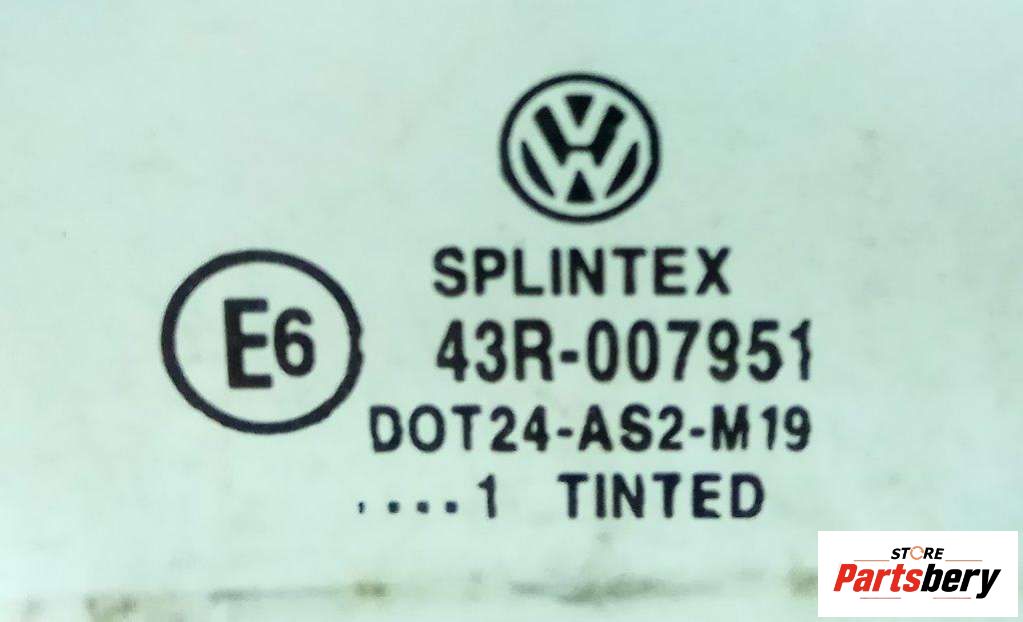 SPLINTEX
E6
43R-007951
DOT24-AS2-M19
....1 TINTED
STORE
Partsbery